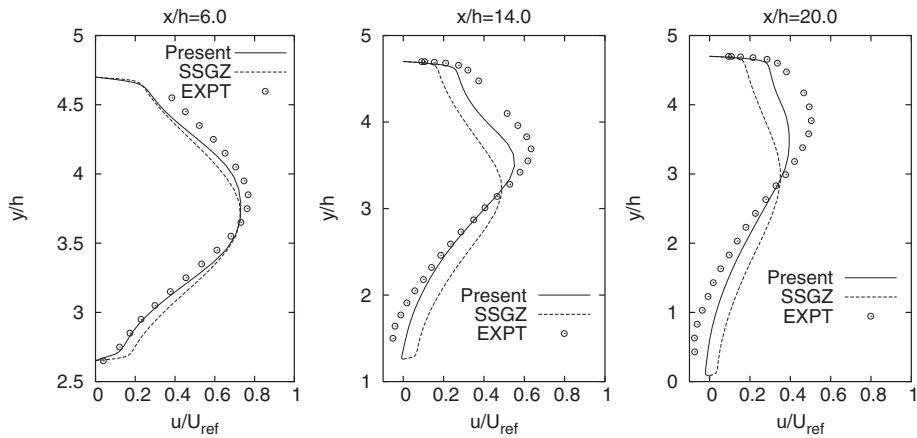 x/h=6.0
5
4.5
4
3.5
3
2.5
0
0.2
0.4
0.6
0.8
1
y/h
u/U_ref
Present
SSGZ
EXPT
x/h=14.0
5
4
3
2
1
0
0.2
0.4
0.6
0.8
1
y/h
u/U_ref
Present
SSGZ
EXPT
x/h=20.0
5
4
3
2
1
0
0
0.2
0.4
0.6
0.8
1
y/h
u/U_ref
Present
SSGZ
EXPT